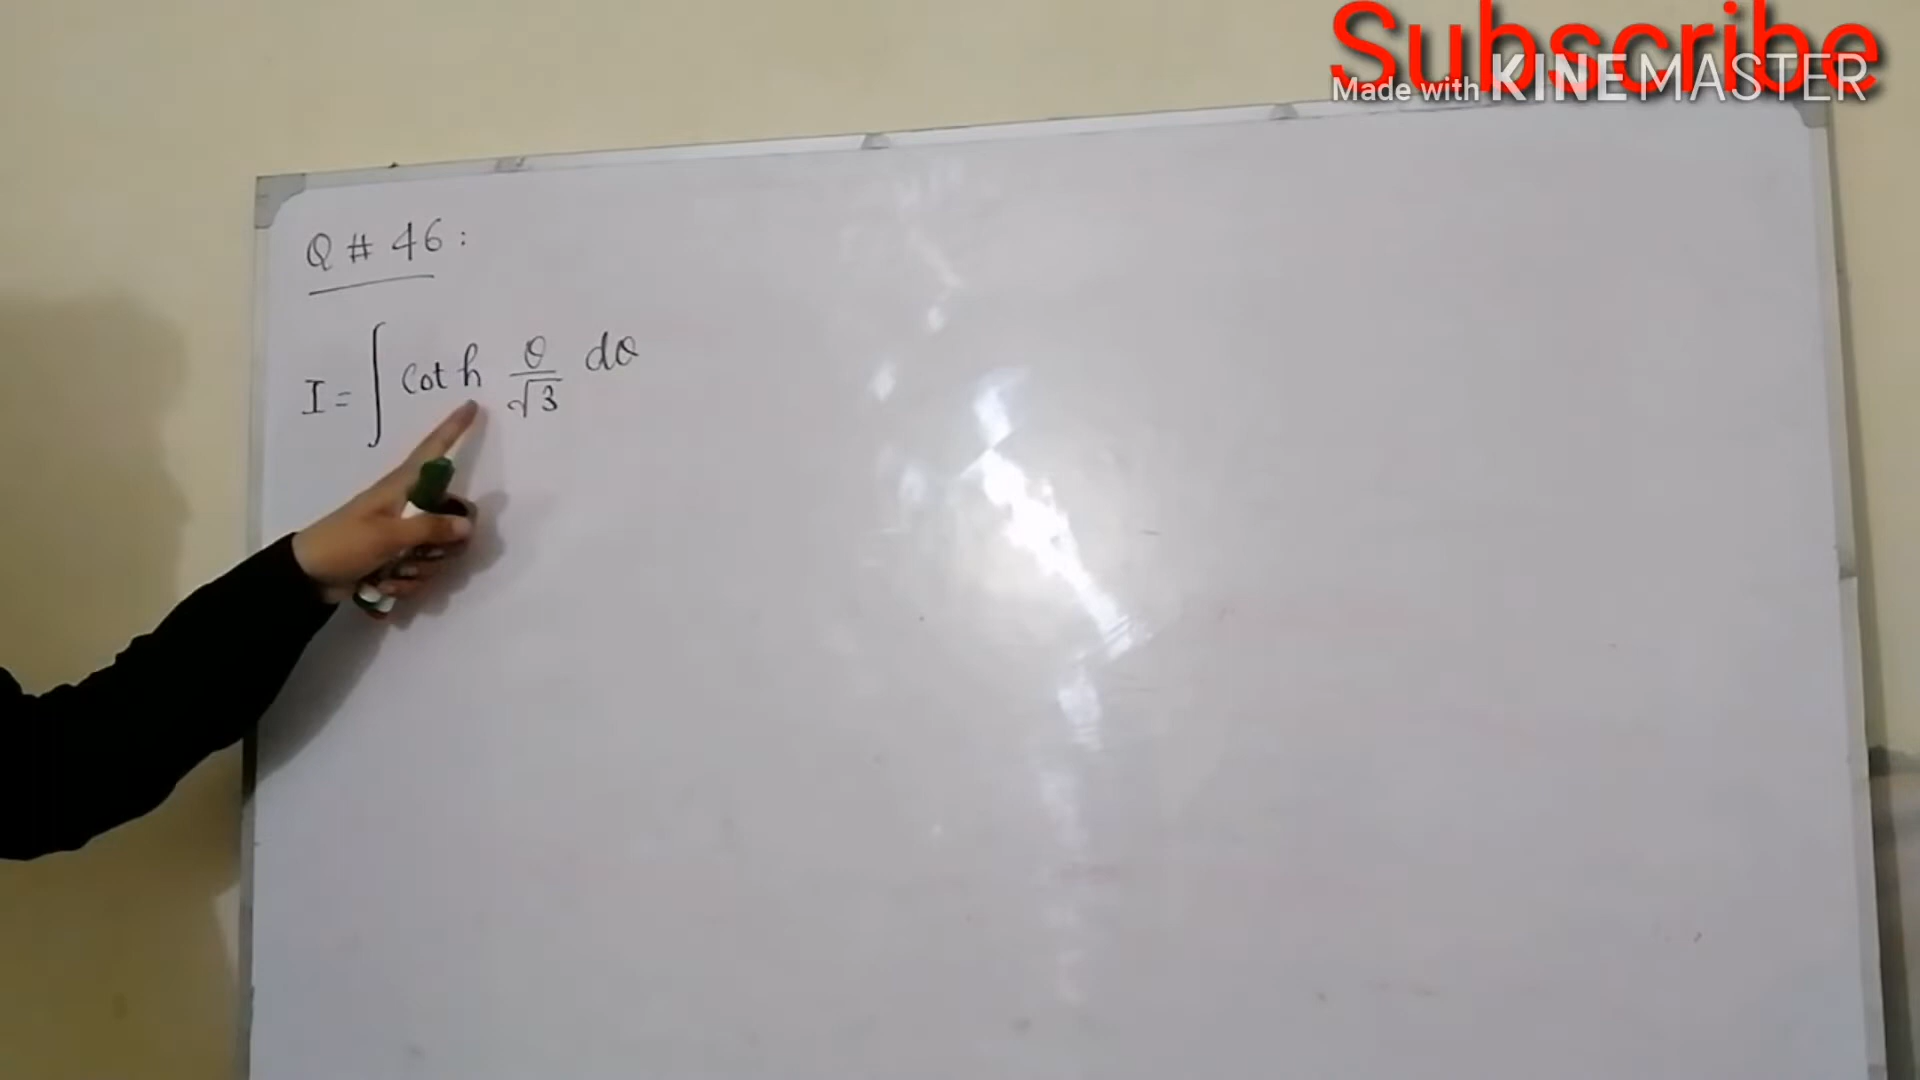 Subscribe
Made with KINEMASTER
Q # 46 :
I = ∫ Cot h θ/√3 dθ